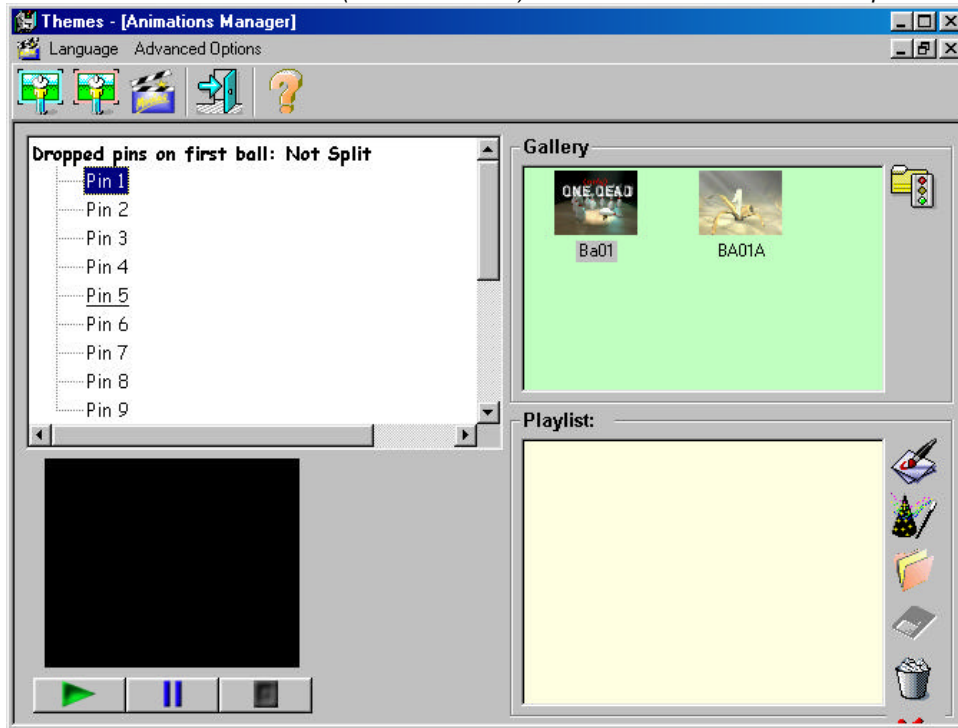 Themes - [Animations Manager]
Language Advanced Options
Dropped pins on first ball: Not Split
Pin 1
Pin 2
Pin 3
Pin 4
Pin 5
Pin 6
Pin 7
Pin 8
Pin 9
Gallery
ONE DEAD
Ba01
BA01A
Playlist: